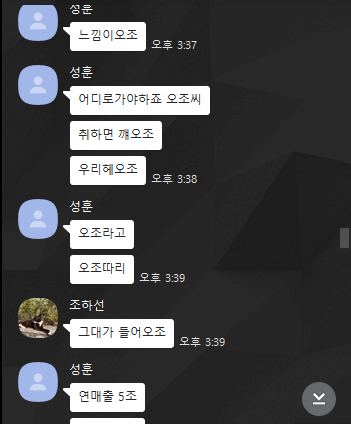 성훈
느낌이오조
오후 3:37
성훈
어디로가야하죠 오조씨
취하면 깨오조
우리헤오조
오후 3:38
성훈
오조라고
오조따리
오후 3:39
조하선
그대가 들어오조
오후 3:39
성훈
연매출 5조